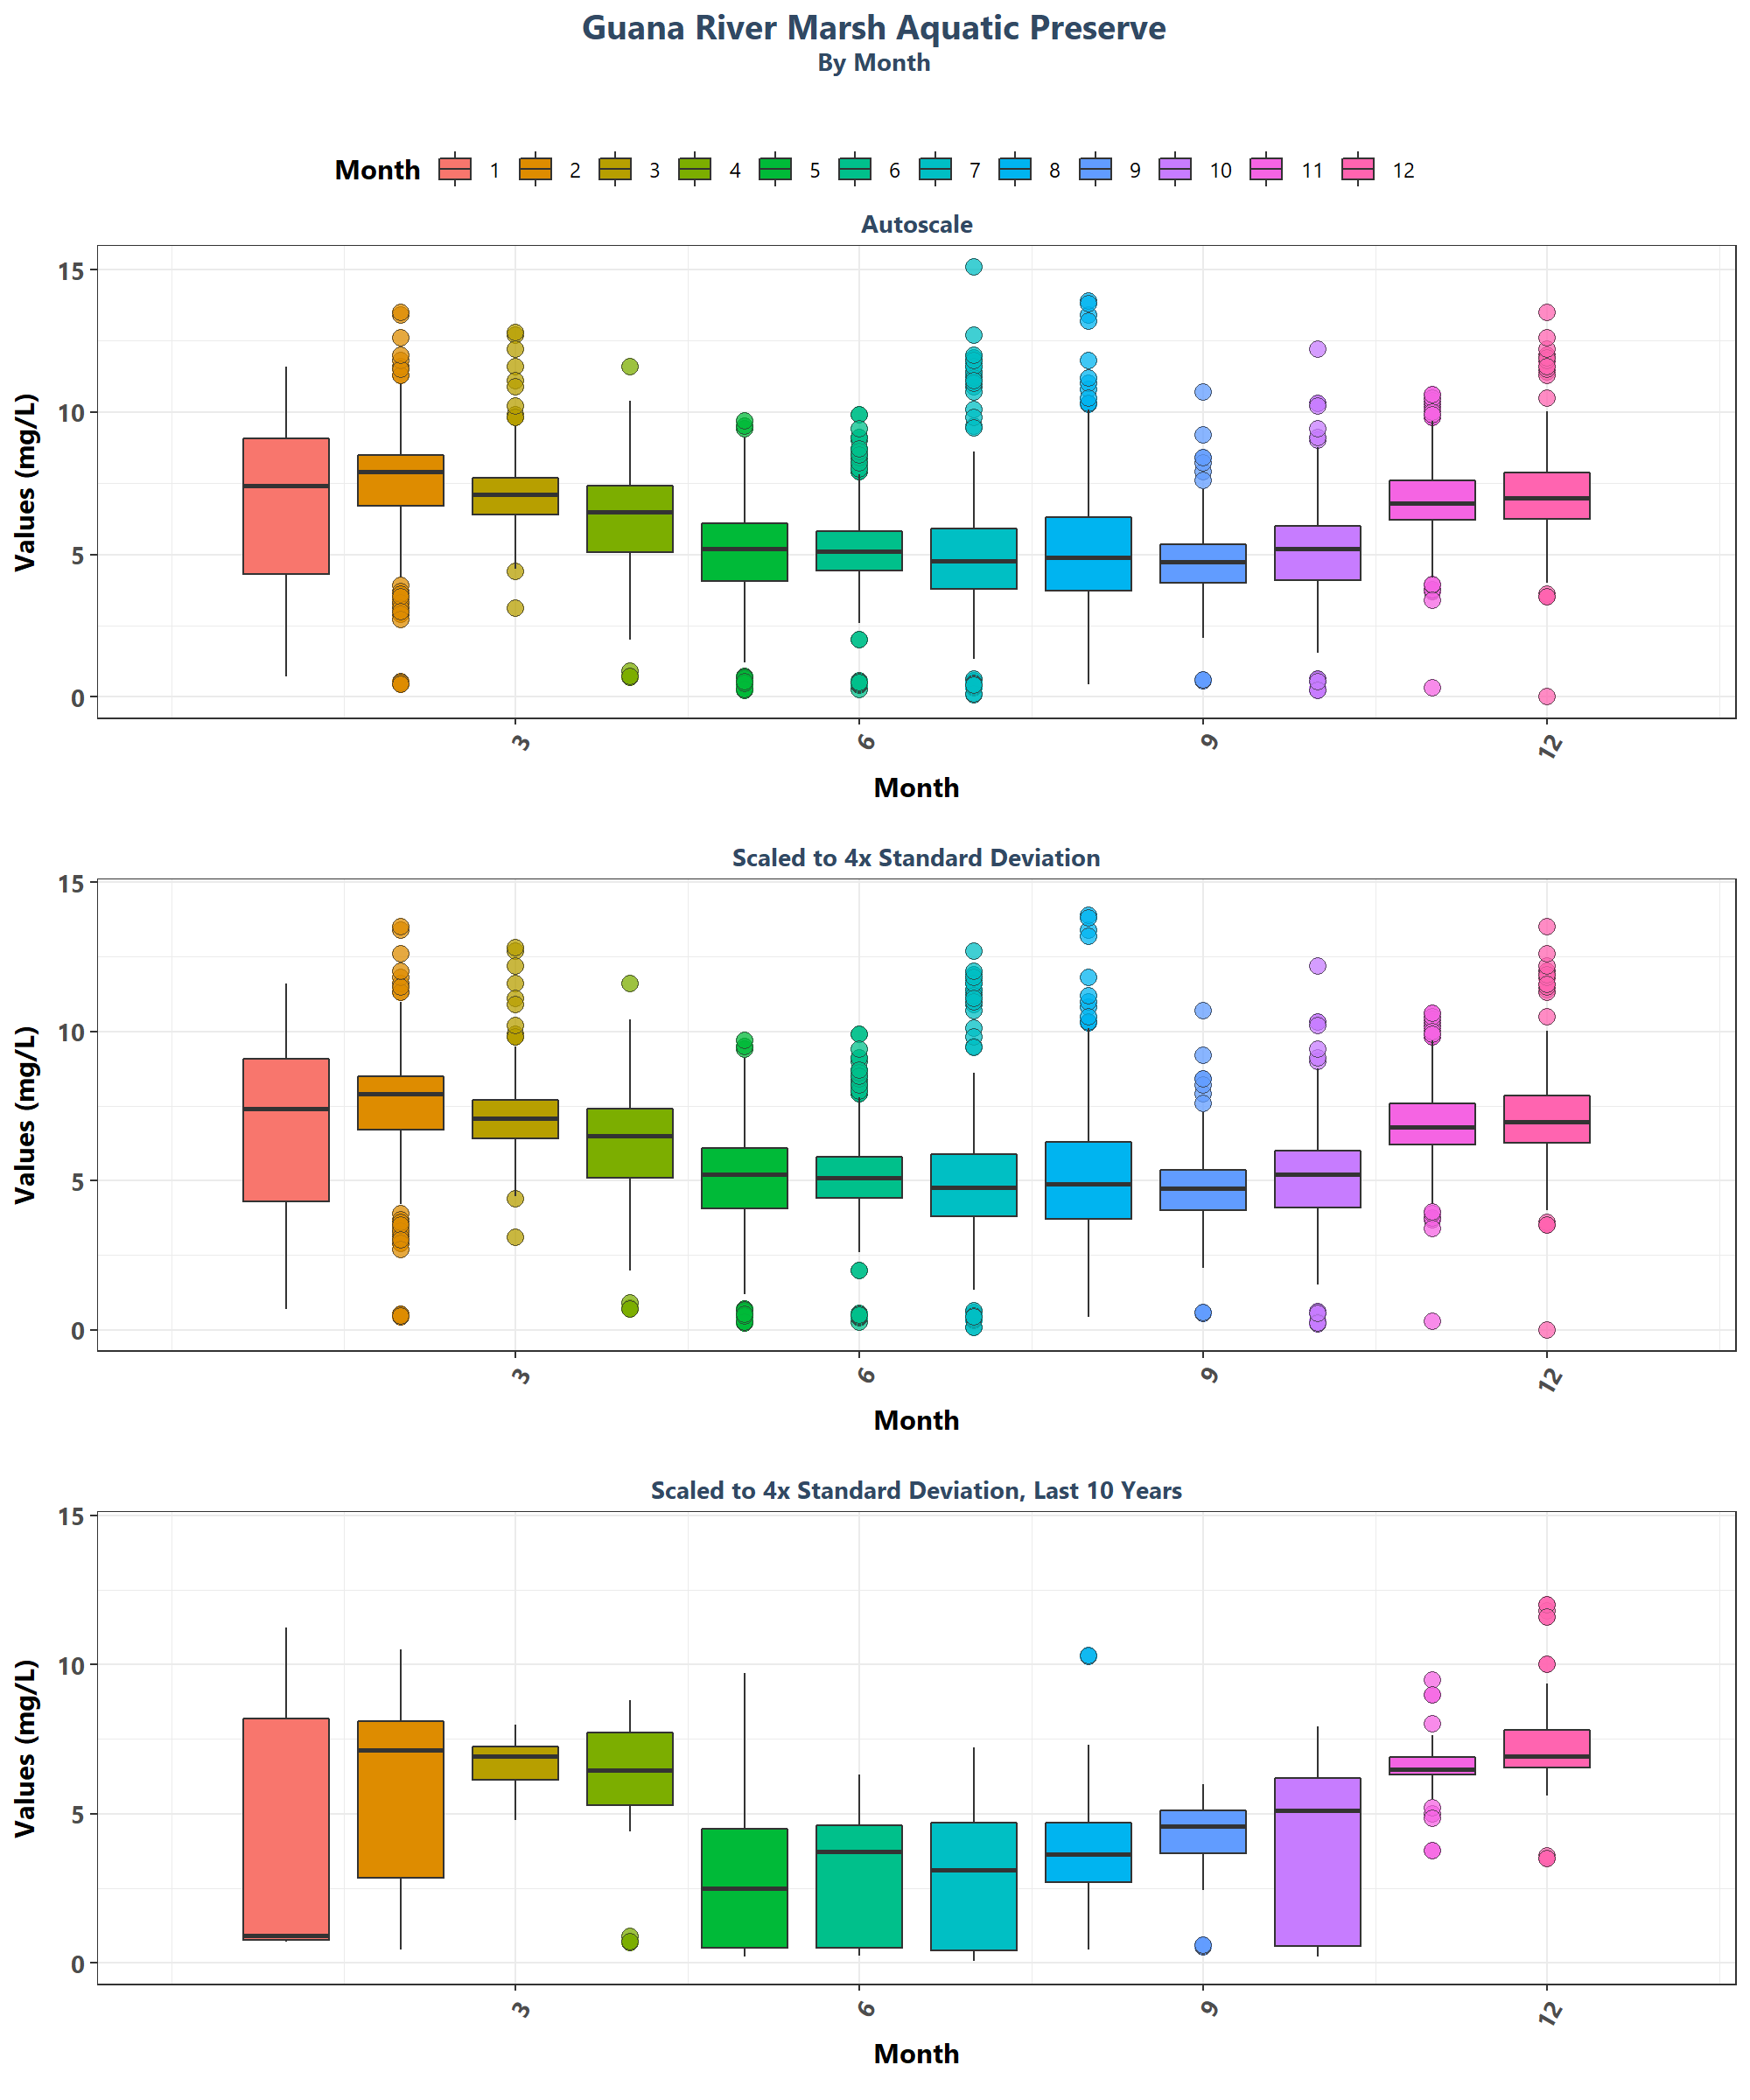 Guana River Marsh Aquatic Preserve
By Month
Month 1 2 3 4 5 6 7 8 9 10 11 12
Autoscale
Values (mg/L)
15
10
5
0
3 6 9 12
Month
Scaled to 4x Standard Deviation
Values (mg/L)
15
10
5
0
3 6 9 12
Month
Scaled to 4x Standard Deviation, Last 10 Years
Values (mg/L)
15
10
5
0
3 6 9 12
Month